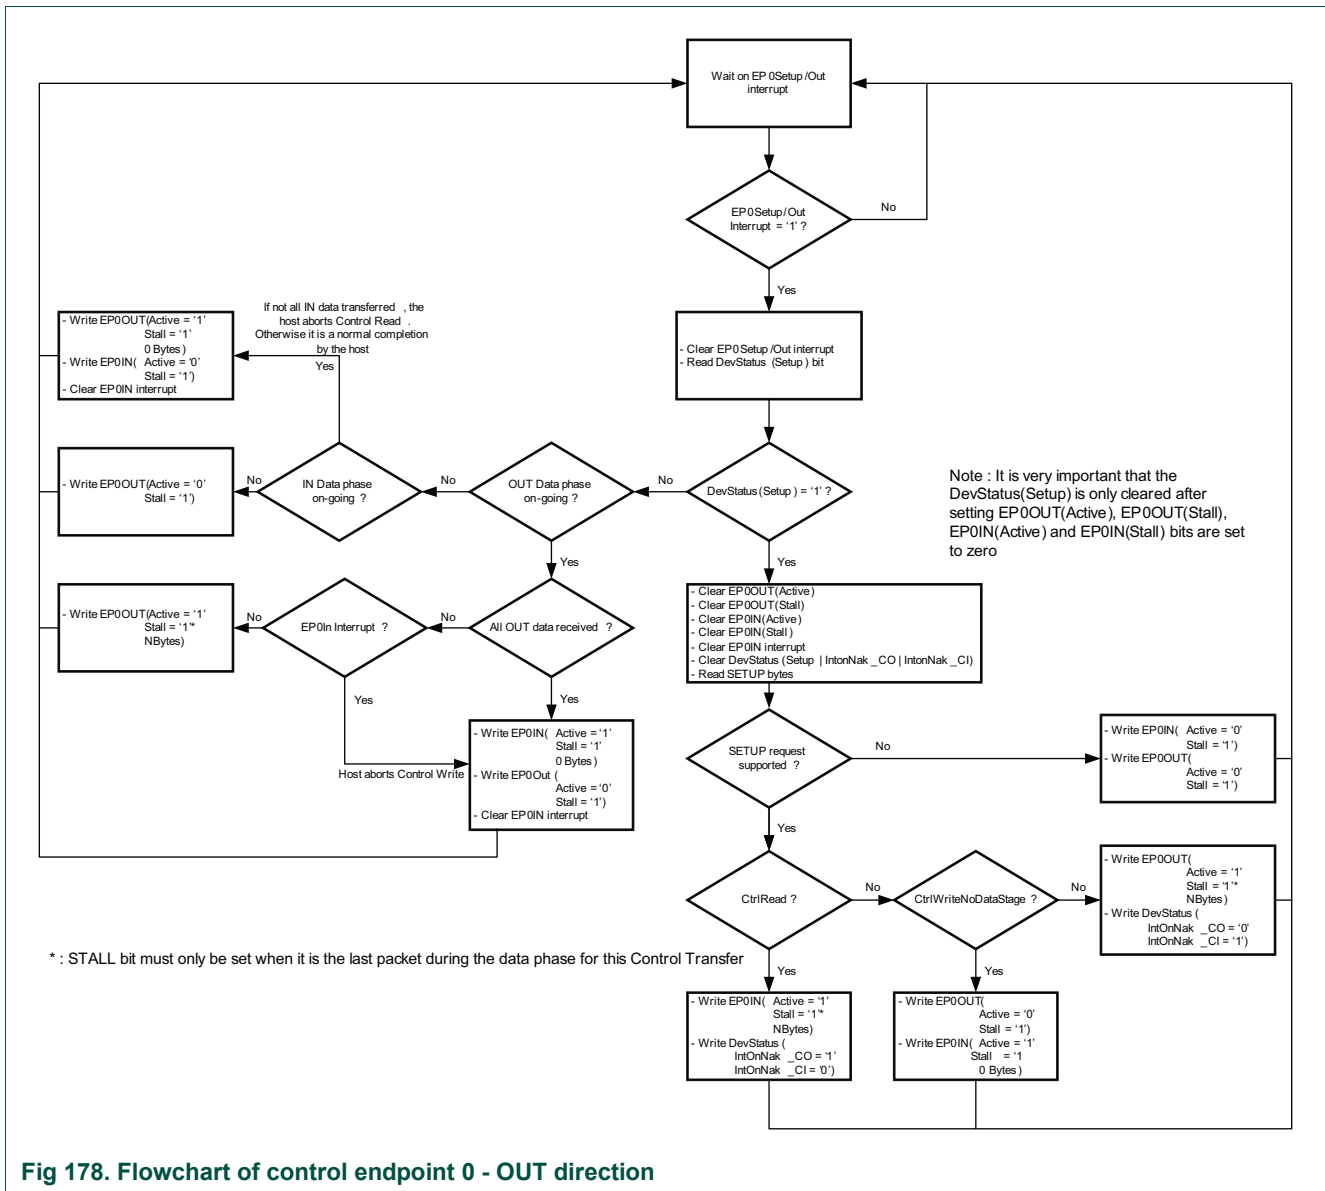 Wait on EP0Setup/Out
interrupt
EP0Setup/Out
Interrupt = '1' ?
No
Yes
- Clear EP0Setup/Out interrupt
- Read DevStatus (Setup) bit
If not all IN data transferred , the
host aborts Control Read .
Otherwise it is a normal completion
by the host
Yes
- Write EP0OUT(Active = '1'
Stall = '1'
0 Bytes)
- Write EP0IN( Active = '0'
Stall = '1')
- Clear EP0IN interrupt
DevStatus(Setup) = '1' ?
No
OUT Data phase
on-going ?
No
IN Data phase
on-going ?
No
- Write EP0OUT(Active = '0'
Stall = '1')
Note : It is very important that the
DevStatus(Setup) is only cleared after
setting EP0OUT(Active), EP0OUT(Stall),
EP0IN(Active) and EP0IN(Stall) bits are set
to zero
Yes
Yes
- Clear EP0OUT(Active)
- Clear EP0OUT(Stall)
- Clear EP0IN(Active)
- Clear EP0IN(Stall)
- Clear EP0IN interrupt
- Clear DevStatus (Setup | IntonNak _CO | IntonNak _CI)
- Read SETUP bytes
All OUT data received ?
No
EP0In Interrupt ?
No
- Write EP0OUT(Active = '1'
Stall = '1'*
NBytes)
Yes
Yes
Host aborts Control Write
- Write EP0IN( Active = '1'
Stall = '1'
0 Bytes)
- Write EP0Out (
Active = '0'
Stall = '1')
- Clear EP0IN interrupt
SETUP request
supported ?
No
- Write EP0IN( Active = '0'
Stall = '1')
- Write EP0OUT(
Active = '0'
Stall = '1')
Yes
CtrlRead ?
No
CtrlWriteNoDataStage ?
No
- Write EP0OUT(
Active = '1'
Stall = '1'*
NBytes)
- Write DevStatus (
IntOnNak _CO = '0'
IntOnNak _CI = '1')
* : STALL bit must only be set when it is the last packet during the data phase for this Control Transfer
Yes
Yes
- Write EP0IN( Active = '1'
Stall = '1'*
NBytes)
- Write DevStatus (
IntOnNak _CO = '1'
IntOnNak _CI = '0')
- Write EP0OUT(
Active = '0'
Stall = '1')
- Write EP0IN( Active = '1'
Stall = '1
0 Bytes)
Fig 178. Flowchart of control endpoint 0 - OUT direction